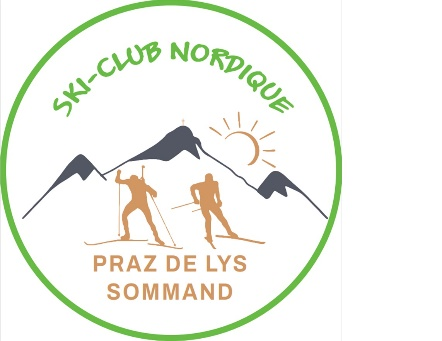 SKI-CLUB NORDIQUE
PRAZ DE LYS
SOMMAND